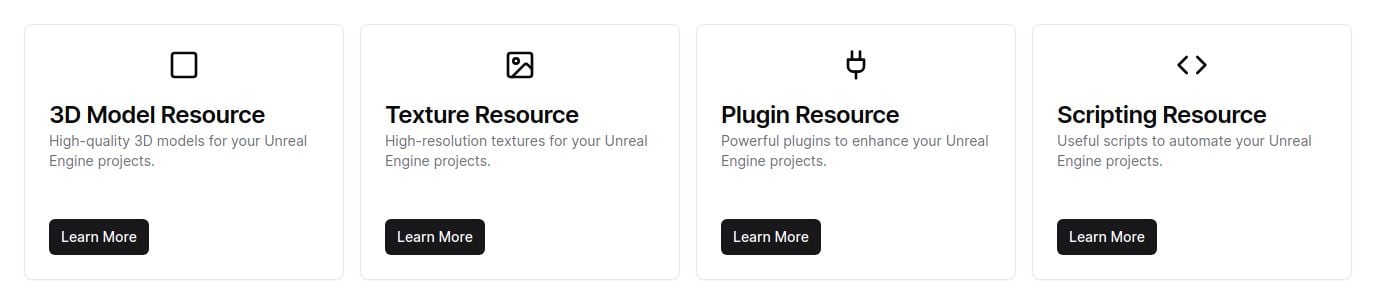 3D Model Resource
High-quality 3D models for your Unreal
Engine projects.
Learn More
Texture Resource
High-resolution textures for your Unreal
Engine projects.
Learn More
Plugin Resource
Powerful plugins to enhance your Unreal
Engine projects.
Learn More
Scripting Resource
Useful scripts to automate your Unreal
Engine projects.
Learn More